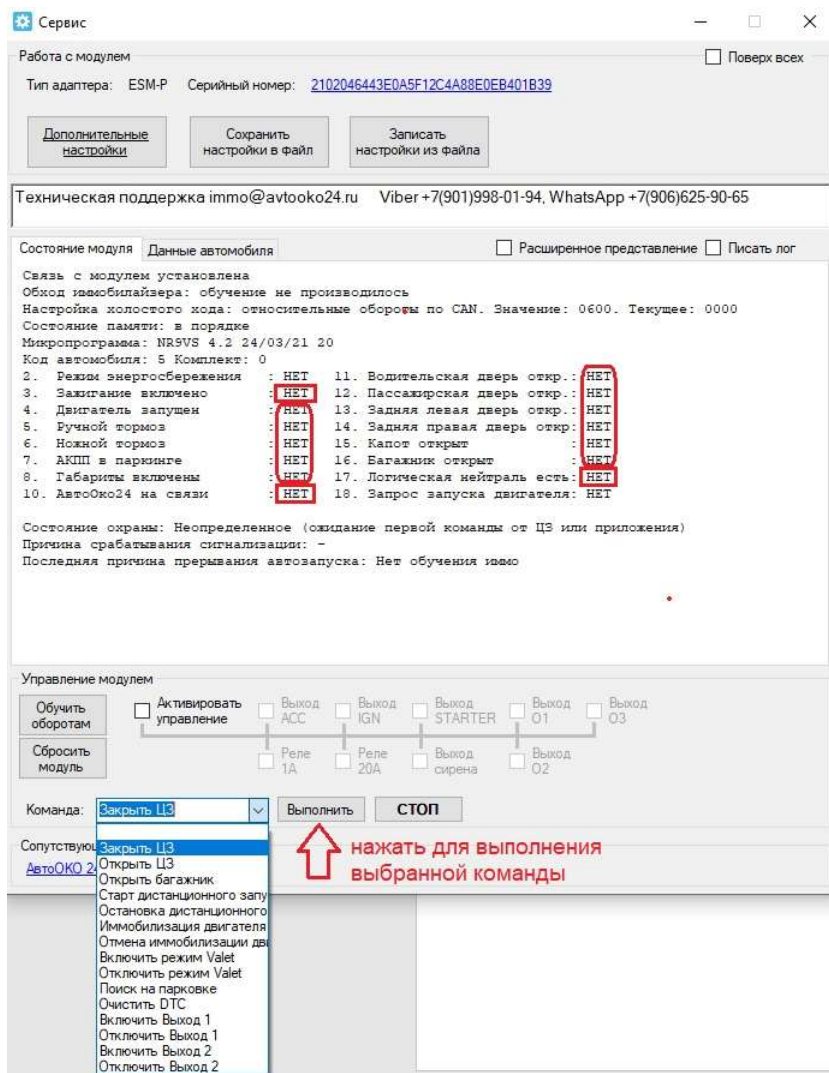 Сервис
Работа с модулем
Поверх всех
Тип адаптера: ESM-P Серийный номер: 2102046443E0A5F12C4A88E0EB401B39
Дополнительные настройки
Сохранить настройки в файл
Записать настройки из файла
Техническая поддержка immo@avtooko24.ru Viber +7(901)998-01-94, WhatsApp +7(906)625-90-65
Состояние модуля Данные автомобиля Расширенное представление Писать лог
Связь с модулем установлена
Обход иммобилайзера: обучение не производилось
Настройка холостого хода: относительные обороты по CAN. Значение: 0600. Текущее: 0000
Состояние памяти: в порядке
Микропрограмма: NR9VS 4.2 24/03/21 20
Код автомобиля: 5 Комплект: 0
2. Режим энергосбережения : НЕТ 11. Водительская дверь откр.: НЕТ
3. Зажигание включено : НЕТ 12. Пассажирская дверь откр.: НЕТ
4. Двигатель запущен : НЕТ 13. Задняя левая дверь откр.: НЕТ
5. Ручной тормоз : НЕТ 14. Задняя правая дверь откр: НЕТ
6. Ножной тормоз : НЕТ 15. Капот открыт : НЕТ
7. АКПП в паркинге : НЕТ 16. Багажник открыт : НЕТ
8. Габариты включены : НЕТ 17. Логическая нейтраль есть: НЕТ
10. АвтоОко24 на связи : НЕТ 18. Запрос запуска двигателя: НЕТ
Состояние охраны: Неопределенное (ожидание первой команды от ЦЗ или приложения)
Причина срабатывания сигнализации: -
Последняя причина прерывания автозапуска: Нет обучения иммо
Управление модулем
Обучить оборотам
Активировать управление
Выход ACC
Выход IGN
Выход STARTER
Выход O1
Выход O3
Сбросить модуль
Реле 1A
Реле 20A
Выход сирена
Выход O2
Команда: Закрыть ЦЗ Выполнить СТОП
нажать для выполнения
выбранной команды
Сопутствующ
АвтоОКО 24
Закрыть ЦЗ
Открыть ЦЗ
Открыть багажник
Старт дистанционного запу
Остановка дистанционного
Иммобилизация двигателя
Отмена иммобилизации дви
Включить режим Valet
Отключить режим Valet
Поиск на парковке
Очистить DTC
Включить Выход 1
Отключить Выход 1
Включить Выход 2
Отключить Выход 2